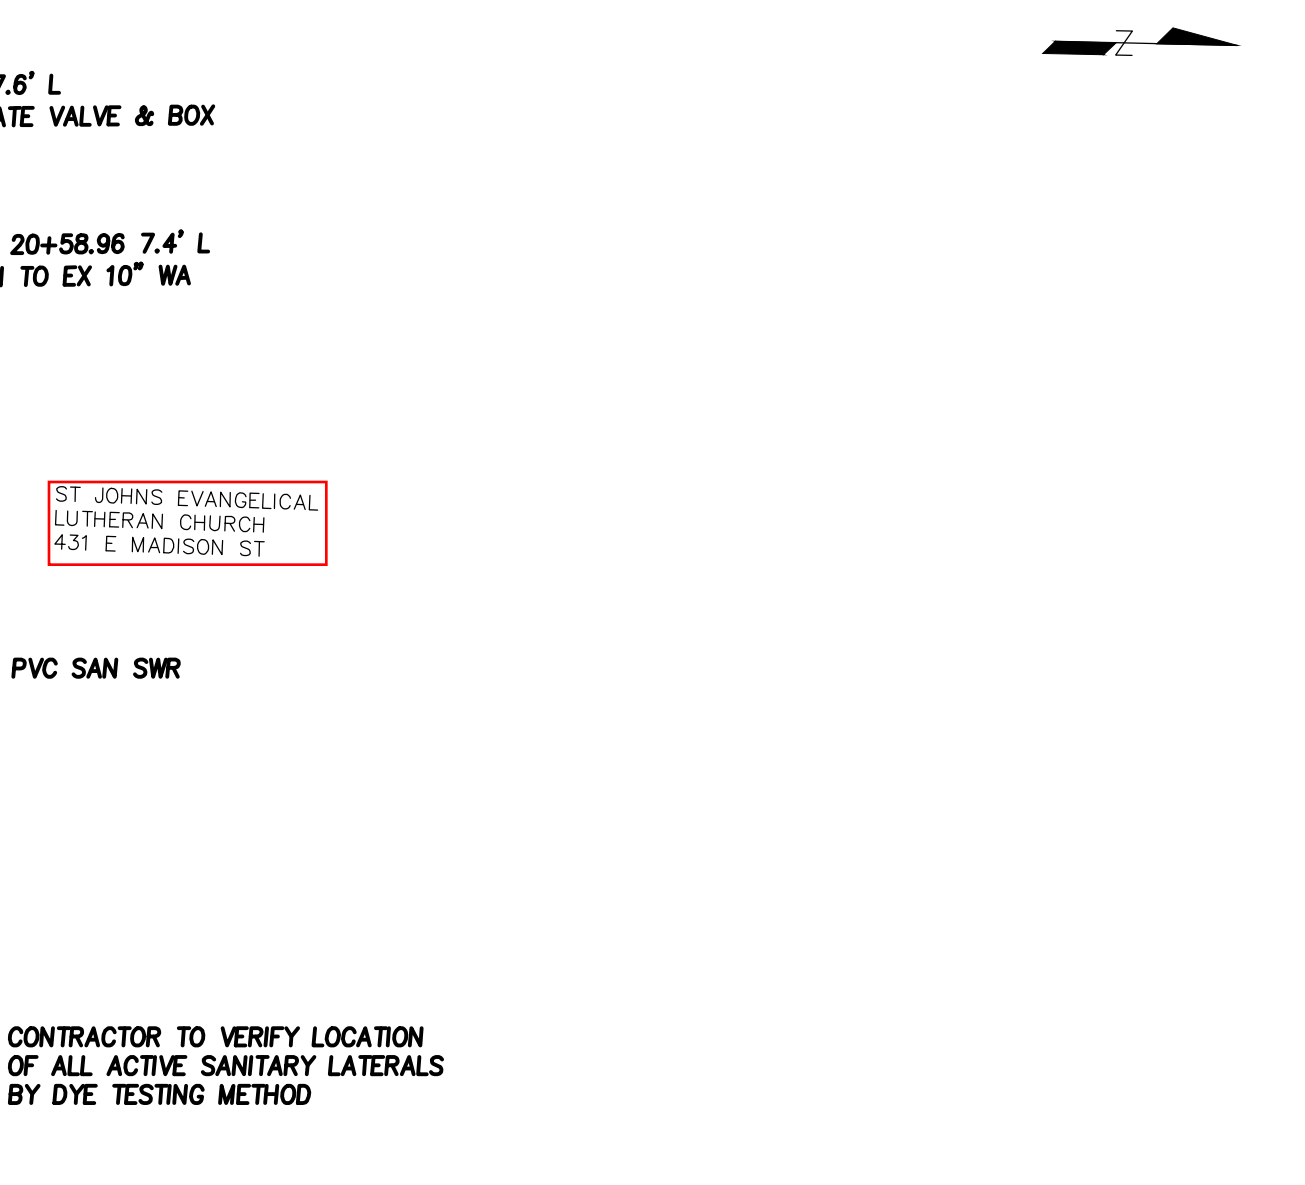 7.6' L
ATE VALVE & BOX
20+58.96 7.4' L
TO EX 10" WA
ST JOHNS EVANGELICAL
LUTHERAN CHURCH
431 E MADISON ST
PVC SAN SWR
CONTRACTOR TO VERIFY LOCATION
OF ALL ACTIVE SANITARY LATERALS
BY DYE TESTING METHOD
Z